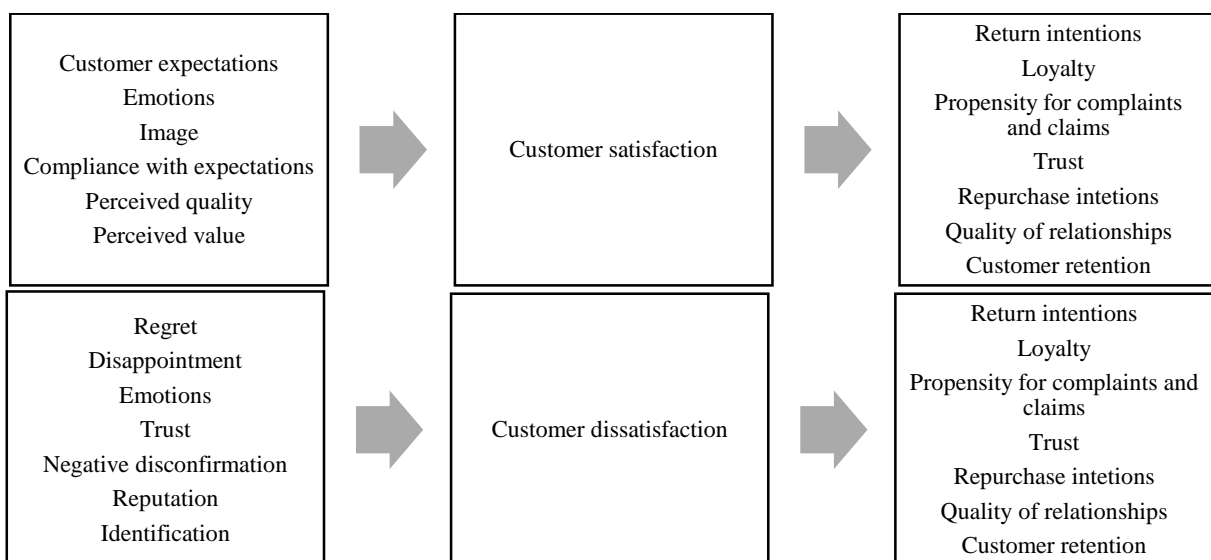 Customer expectations
Emotions
Image
Compliance with expectations
Perceived quality
Perceived value
Customer satisfaction
Return intentions
Loyalty
Propensity for complaints
and claims
Trust
Repurchase intetions
Quality of relationships
Customer retention
Regret
Disappointment
Emotions
Trust
Negative disconfirmation
Reputation
Identification
Customer dissatisfaction
Return intentions
Loyalty
Propensity for complaints and
claims
Trust
Repurchase intetions
Quality of relationships
Customer retention